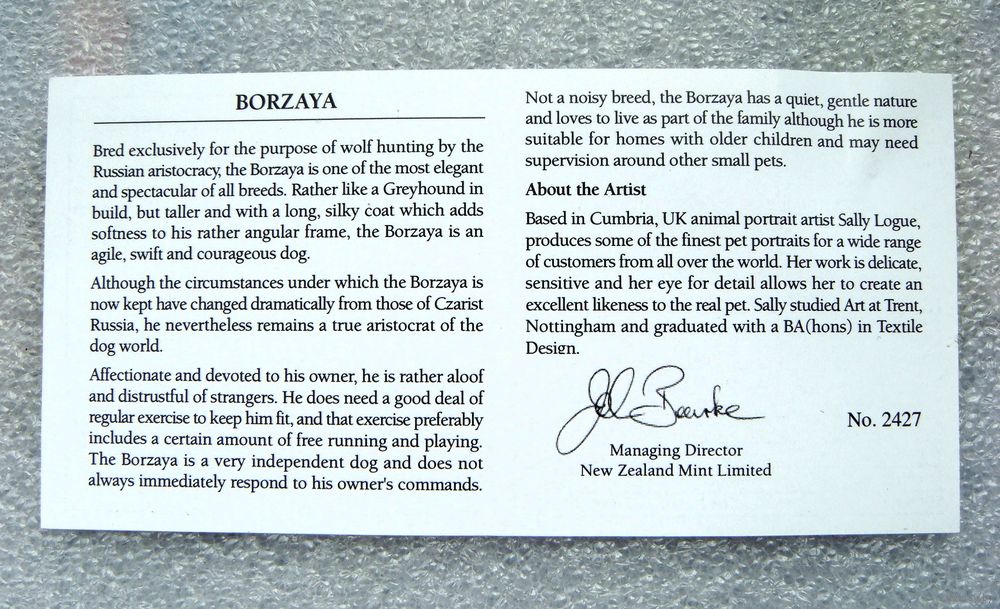 BORZAYA
Bred exclusively for the purpose of wolf hunting by the
Russian aristocracy, the Borzaya is one of the most elegant
and spectacular of all breeds. Rather like a Greyhound in
build, but taller and with a long, silky coat which adds
softness to his rather angular frame, the Borzaya is an
agile, swift and courageous dog.
Although the circumstances under which the Borzaya is
now kept have changed dramatically from those of Czarist
Russia, he nevertheless remains a true aristocrat of the
dog world.
Affectionate and devoted to his owner, he is rather aloof
and distrustful of strangers. He does need a good deal of
regular exercise to keep him fit, and that exercise preferably
includes a certain amount of free running and playing.
The Borzaya is a very independent dog and does not
always immediately respond to his owner's commands.
Not a noisy breed, the Borzaya has a quiet, gentle nature
and loves to live as part of the family although he is more
suitable for homes with older children and may need
supervision around other small pets.
About the Artist
Based in Cumbria, UK animal portrait artist Sally Logue,
produces some of the finest pet portraits for a wide range
of customers from all over the world. Her work is delicate,
sensitive and her eye for detail allows her to create an
excellent likeness to the real pet. Sally studied Art at Trent,
Nottingham and graduated with a BA(hons) in Textile
Design.
No. 2427
Managing Director
New Zealand Mint Limited